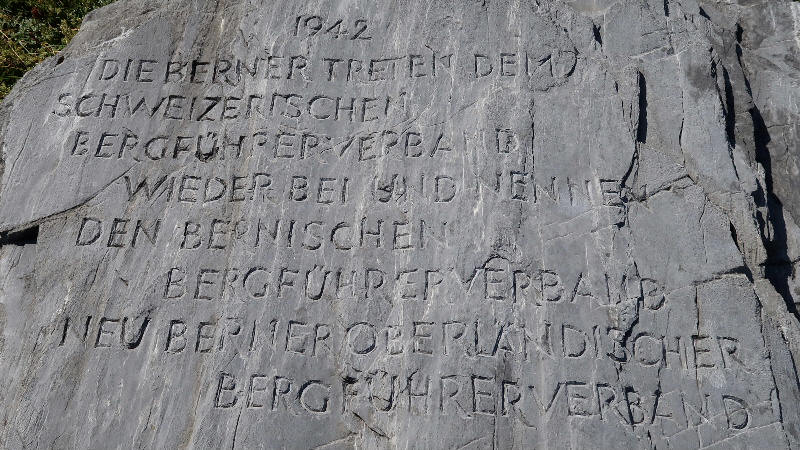 1942
DIE BERNER TRETEN DEM
SCHWEIZERISCHEN
BERGFÜHRERVERBAND
WIEDER BEI UND NENNEN
DEN BERNISCHEN
BERGFÜHRERVERBAND
NEU BERNER OBERLÄNDISCHER
BERGFÜHRERVERBAND